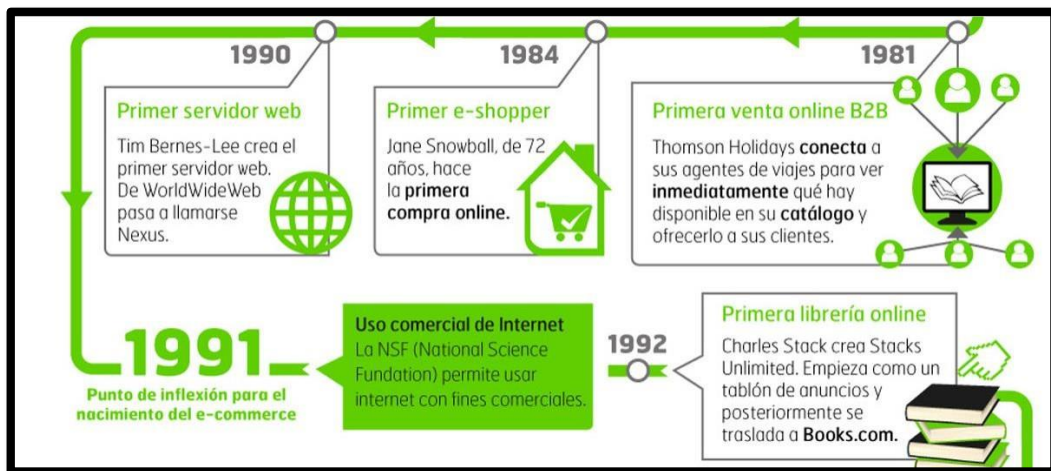 1990
1984
1981
Primer servidor web
Tim Bernes-Lee crea el
primer servidor web.
De WorldWideWeb
pasa a llamarse
Nexus.
Primer e-shopper
Jane Snowball, de 72
años, hace
la primera
compra online.
Primera venta online B2B
Thomson Holidays conecta a
sus agentes de viajes para ver
inmediatamente qué hay
disponible en su catálogo y
ofrecerlo a sus clientes.
1991
Punto de inflexión para el
nacimiento del e-commerce
Uso comercial de Internet
La NSF (National Science
Fundation) permite usar
internet con fines comerciales.
1992
Primera librería online
Charles Stack crea Stacks
Unlimited. Empieza como un
tablón de anuncios y
posteriormente se
traslada a Books.com.